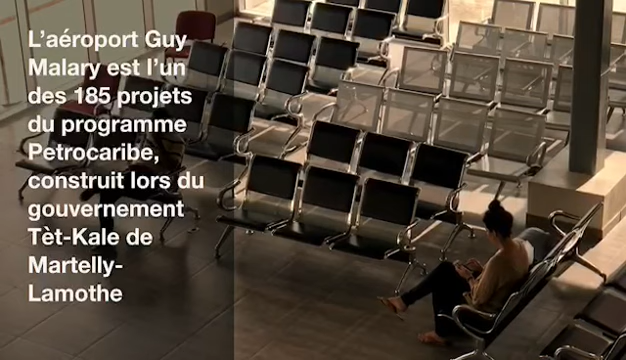 L’aéroport Guy
Malary est l’un
des 185 projets
du programme
Petrocaribe,
construit lors du
gouvernement
Tèt-Kale de
Martelly-
Lamothe